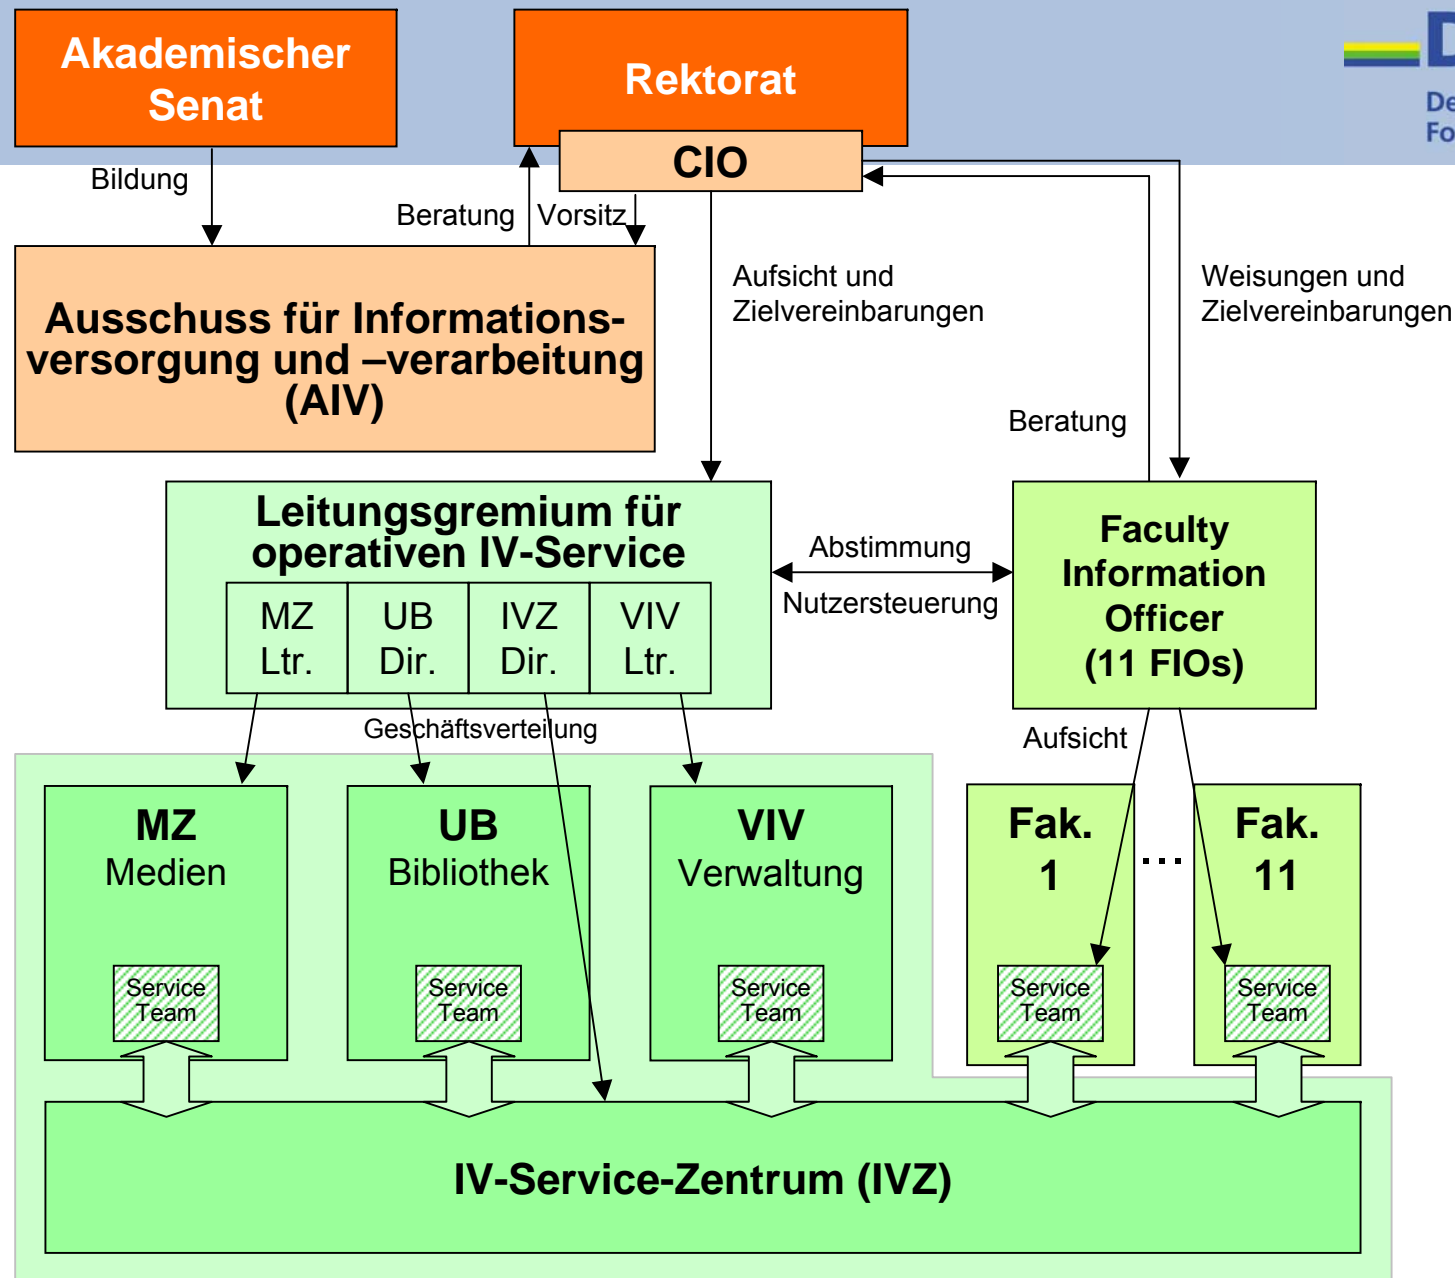 Akademischer
Senat
Rektorat
CIO
Bildung
Beratung
Vorsitz
Ausschuss für Informations-
versorgung und –verarbeitung
(AIV)
Aufsicht und
Zielvereinbarungen
Weisungen und
Zielvereinbarungen
Beratung
Leitungsgremium für
operativen IV-Service
MZ
Ltr.
UB
Dir.
IVZ
Dir.
VIV
Ltr.
Abstimmung
Nutzersteuerung
Faculty
Information
Officer
(11 FIOs)
Geschäftsverteilung
Aufsicht
MZ
Medien
UB
Bibliothek
VIV
Verwaltung
Fak.
1
...
Fak.
11
Service
Team
Service
Team
Service
Team
Service
Team
Service
Team
IV-Service-Zentrum (IVZ)